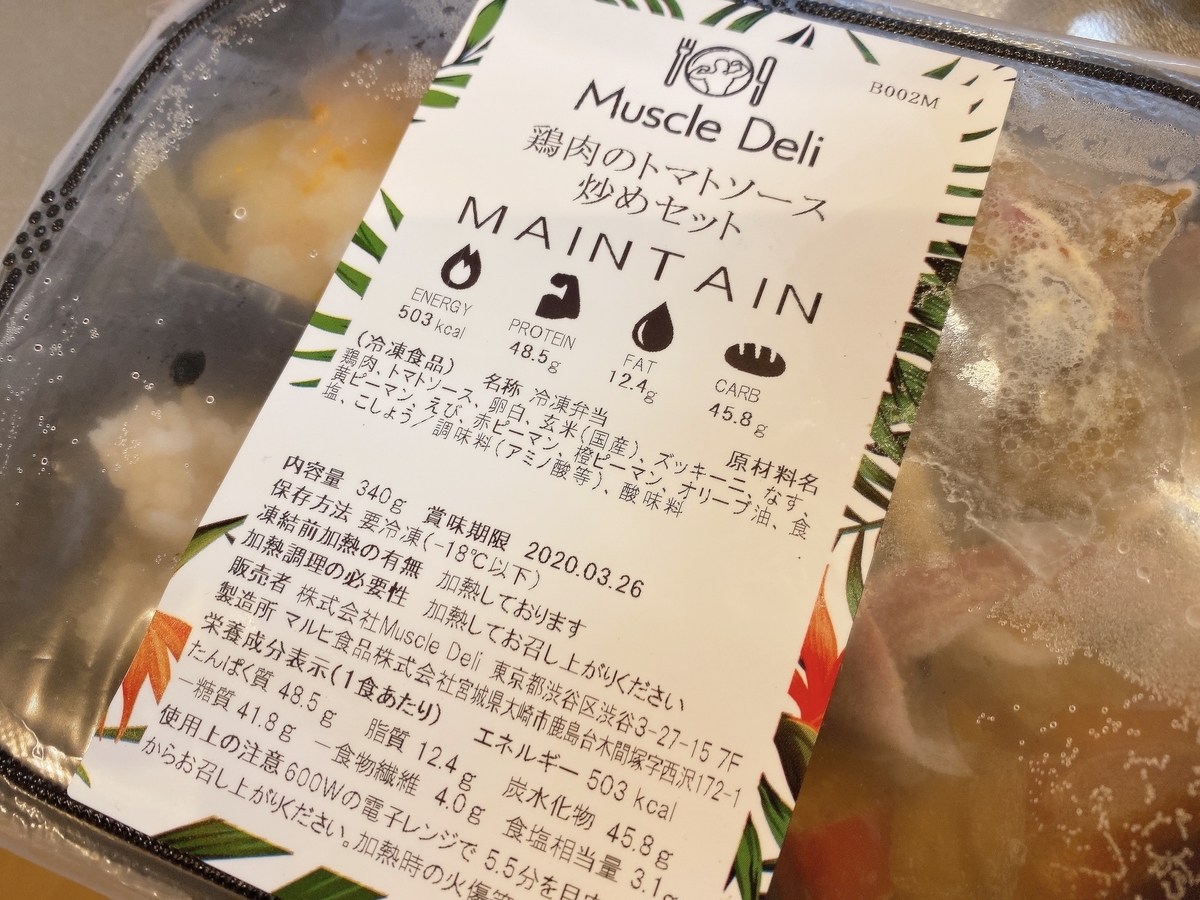 B002M
Muscle Deli
鶏肉のトマトソース
炒めセット
MAINTAIN
ENERGY PROTEIN FAT CARB
503 kcal 48.5g 12.4g 45.8g
(冷凍食品) 名称 冷凍弁当 原材料名
鶏肉、トマトソース、卵白、玄米(国産)、ズッキーニ、なす、
黄ピーマン、えび、赤ピーマン、橙ピーマン、オリーブ油、食
塩、こしょう/調味料(アミノ酸等)、酸味料
内容量 340g 賞味期限 2020.03.26
保存方法 要冷凍(-18℃以下)
凍結前加熱の有無 加熱しております
加熱調理の必要性 加熱してお召し上がりください
販売者 株式会社Muscle Deli 東京都渋谷区渋谷3-27-15 7F
製造所 マルヒ食品株式会社宮城県大崎市鹿島台木間塚字西沢172-1
栄養成分表示(1食あたり) エネルギー 503 kcal
たんぱく質 48.5g 脂質 12.4g 炭水化物 45.8g
－糖質 41.8g －食物繊維 4.0g 食塩相当量 3.1g
使用上の注意 600Wの電子レンジで 5.5分を目安
からお召し上がりください。加熱時の火傷等